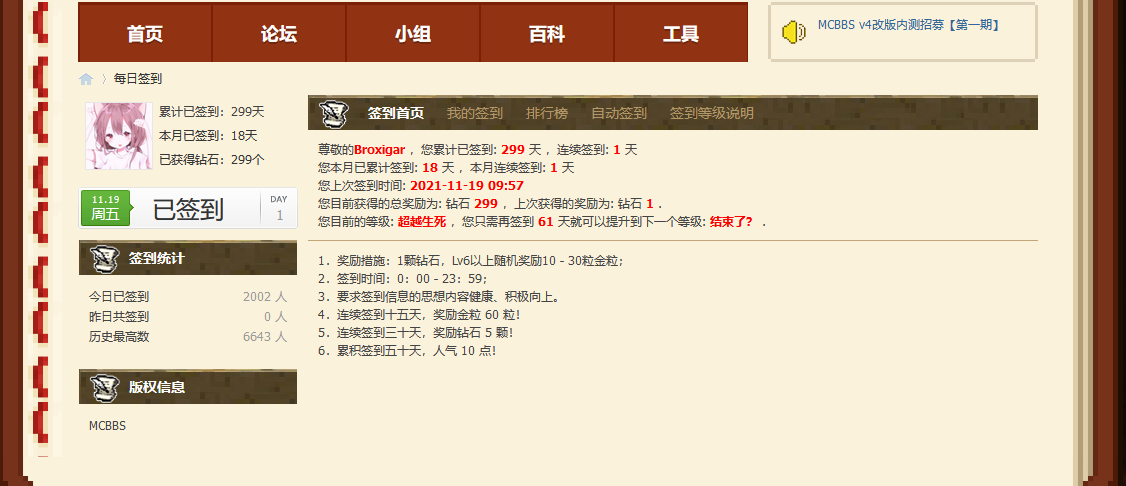 首页 论坛 小组 百科 工具
MCBBS v4改版内测招募【第一期】
每日签到
累计已签到：299天
本月已签到：18天
已获得钻石：299个
11.19
周五
已签到
DAY
1
签到统计
今日已签到 2002 人
昨日共签到 0 人
历史最高数 6643 人
版权信息
MCBBS
签到首页 我的签到 排行榜 自动签到 签到等级说明
尊敬的Broxigar ，您累计已签到: 299 天 ，连续签到: 1 天
您本月已累计签到: 18 天 ，本月连续签到: 1 天
您上次签到时间: 2021-11-19 09:57
您目前获得的总奖励为: 钻石 299 ，上次获得的奖励为: 钻石 1 .
您目前的等级: 超越生死 ，您只需再签到 61 天就可以提升到下一个等级: 结束了? .
1．奖励措施：1颗钻石，Lv6以上随机奖励10 - 30粒金粒；
2．签到时间：0：00 - 23：59；
3．要求签到信息的思想内容健康、积极向上。
4．连续签到十五天，奖励金粒 60 粒！
5．连续签到三十天，奖励钻石 5 颗！
6．累积签到五十天，人气 10 点！